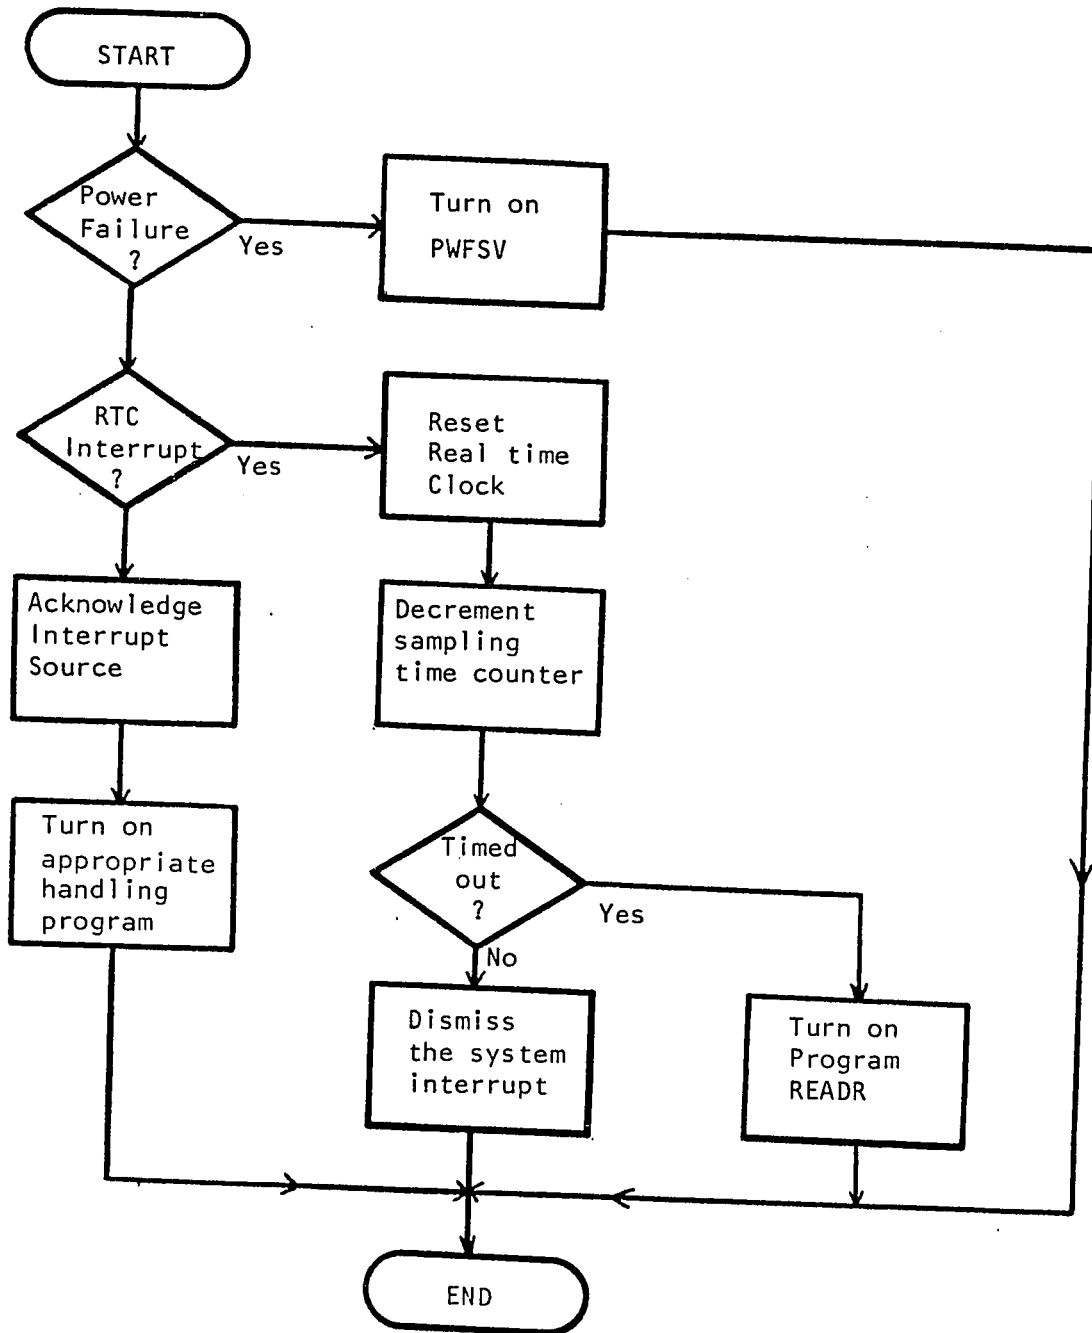 START
Power
Failure
?
Yes
Turn on
PWFSV
RTC
Interrupt
?
Yes
Reset
Real time
Clock
Acknowledge
Interrupt
Source
Decrement
sampling
time counter
Turn on
appropriate
handling
program
Timed
out
?
Yes
No
Dismiss
the system
interrupt
Turn on
Program
READR
END